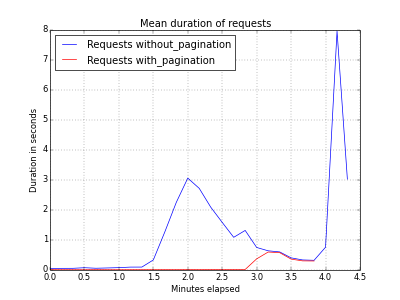 Mean duration of requests
8
Requests without_pagination
Requests with_pagination
7
6
5
4
3
2
1
0
Duration in seconds
0.0 0.5 1.0 1.5 2.0 2.5 3.0 3.5 4.0 4.5
Minutes elapsed